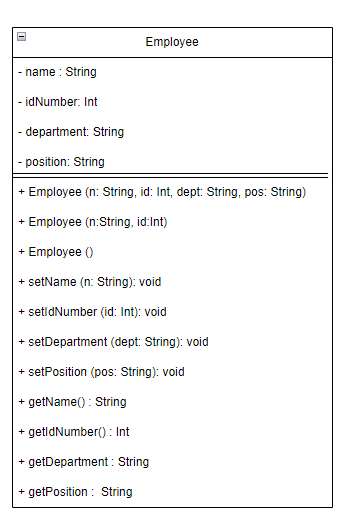 Employee
- name : String
- idNumber: Int
- department: String
- position: String
+ Employee (n: String, id: Int, dept: String, pos: String)
+ Employee (n:String, id:Int)
+ Employee ()
+ setName (n: String): void
+ setIdNumber (id: Int): void
+ setDepartment (dept: String): void
+ setPosition (pos: String): void
+ getName() : String
+ getIdNumber() : Int
+ getDepartment : String
+ getPosition :  String